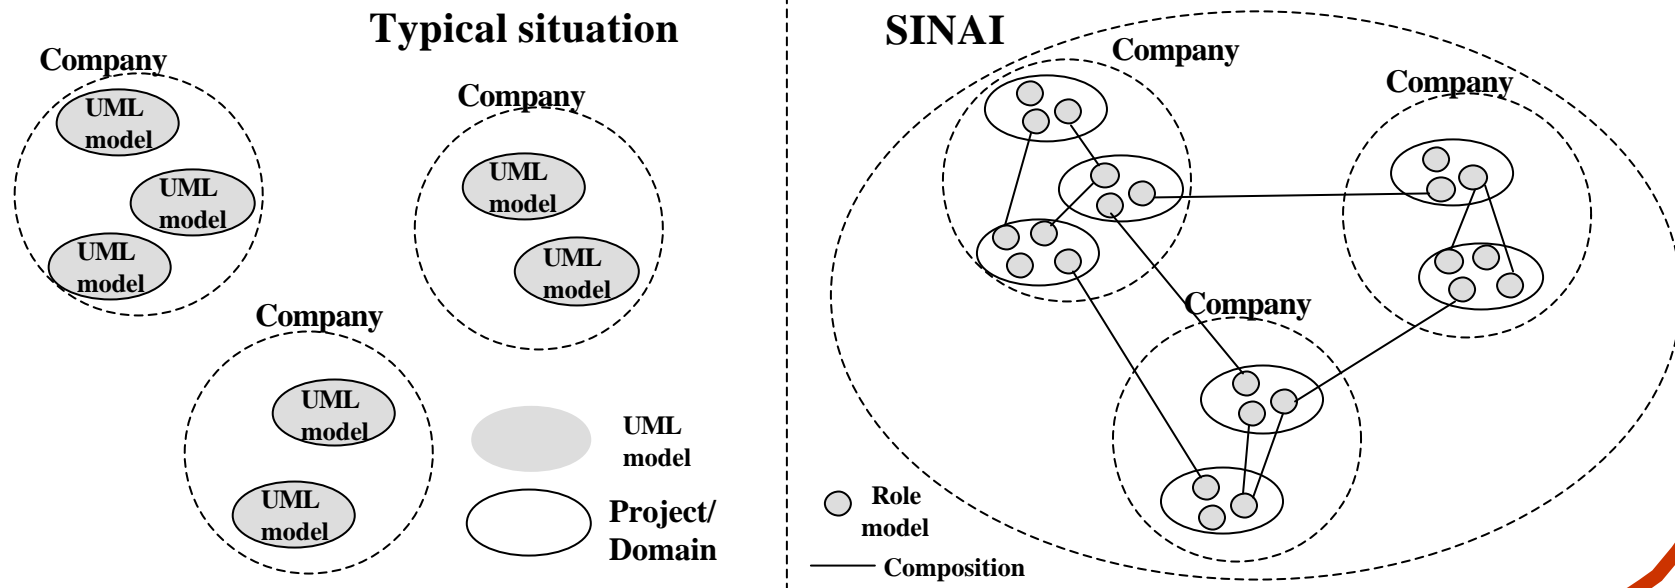 Typical situation
Company
UML
model
UML
model
UML
model
Company
UML
model
UML
model
Company
UML
model
UML
model
UML
model
Project/
Domain
SINAI
Company
Company
Company
Role
model
Composition